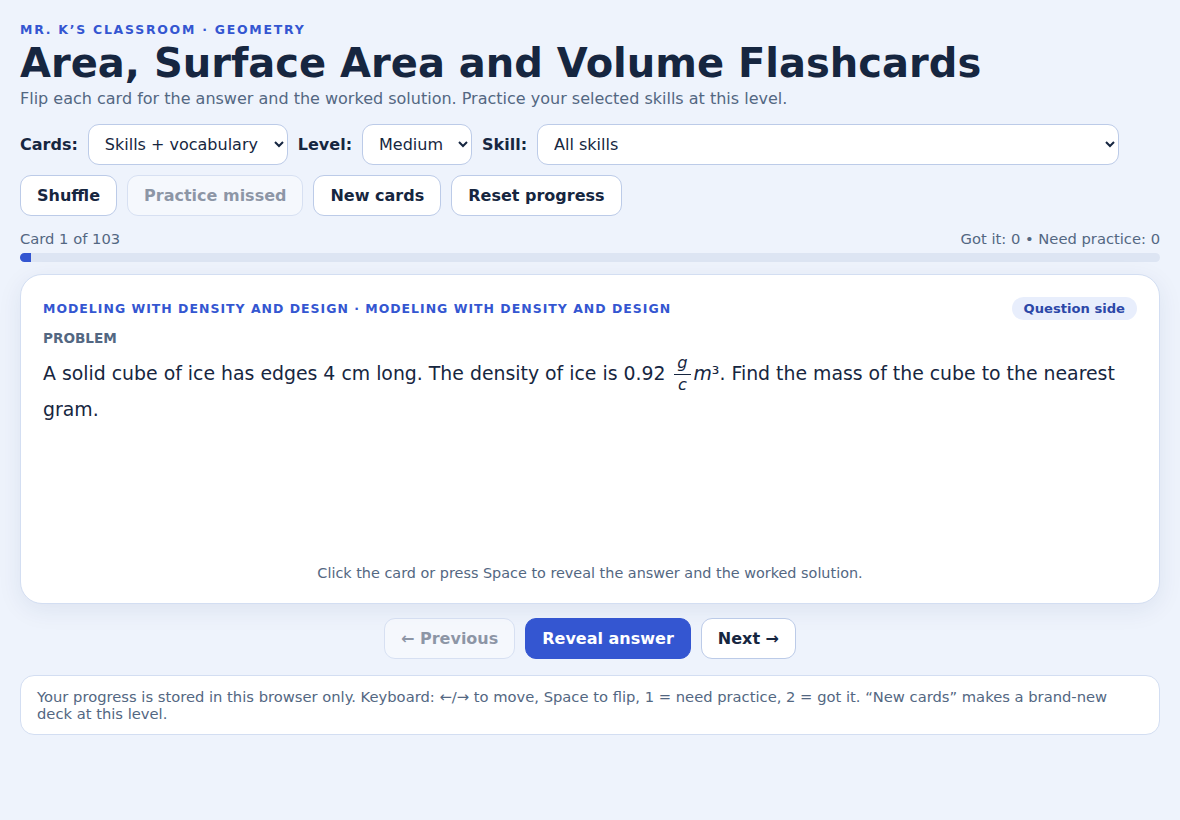 MR. K’S CLASSROOM · GEOMETRY
Area, Surface Area and Volume Flashcards
Flip each card for the answer and the worked solution. Practice your selected skills at this level.
Cards: Skills + vocabulary Level: Medium Skill: All skills
Shuffle Practice missed New cards Reset progress
Card 1 of 103 Got it: 0 • Need practice: 0
MODELING WITH DENSITY AND DESIGN · MODELING WITH DENSITY AND DESIGN Question side
PROBLEM
A solid cube of ice has edges 4 cm long. The density of ice is 0.92 g/c m³. Find the mass of the cube to the nearest
gram.
Click the card or press Space to reveal the answer and the worked solution.
← Previous Reveal answer Next →
Your progress is stored in this browser only. Keyboard: ←/→ to move, Space to flip, 1 = need practice, 2 = got it. “New cards” makes a brand-new
deck at this level.